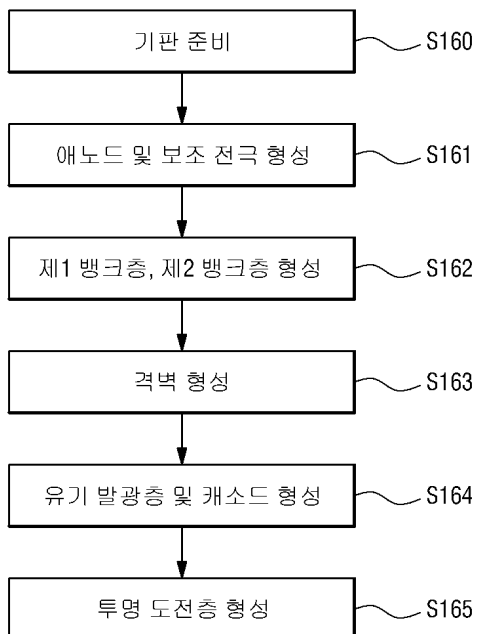 기판 준비 S160
애노드 및 보조 전극 형성 S161
제1 뱅크층, 제2 뱅크층 형성 S162
격벽 형성 S163
유기 발광층 및 캐소드 형성 S164
투명 도전층 형성 S165